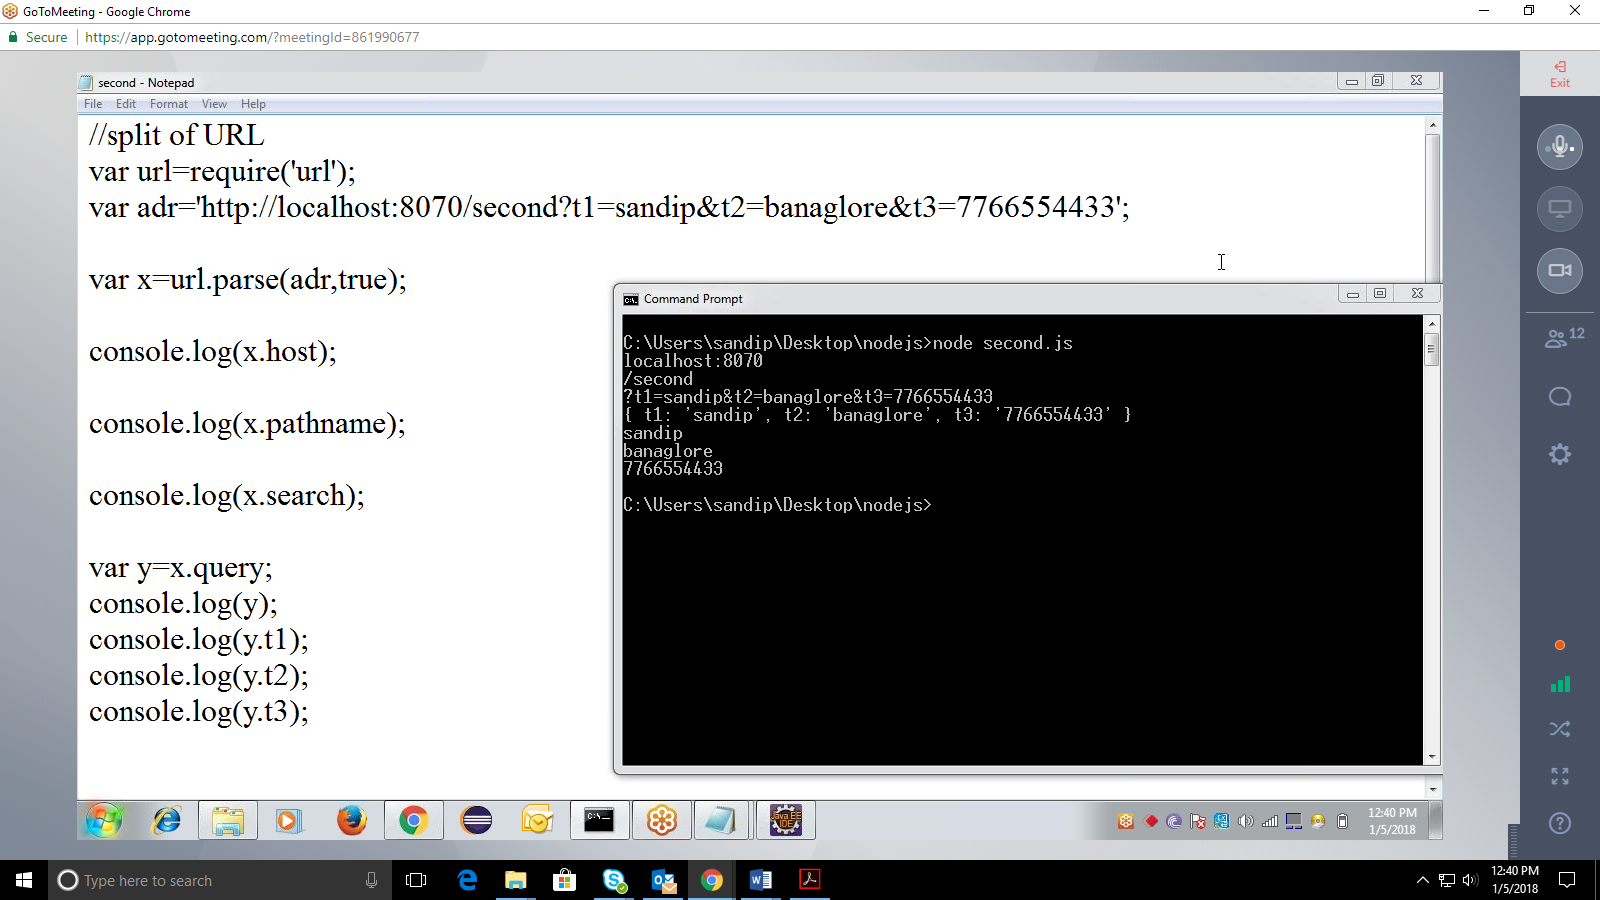 GoToMeeting - Google Chrome
Secure https://app.gotomeeting.com/?meetingId=861990677
Exit
second - Notepad
File Edit Format View Help
//split of URL
var url=require('url');
var adr='http://localhost:8070/second?t1=sandip&t2=banaglore&t3=7766554433';
var x=url.parse(adr,true);
console.log(x.host);
console.log(x.pathname);
console.log(x.search);
var y=x.query;
console.log(y);
console.log(y.t1);
console.log(y.t2);
console.log(y.t3);
Command Prompt
C:\Users\sandip\Desktop\nodejs>node second.js
localhost:8070
/second
?t1=sandip&t2=banaglore&t3=7766554433
{ t1: 'sandip', t2: 'banaglore', t3: '7766554433' }
sandip
banaglore
7766554433
C:\Users\sandip\Desktop\nodejs>
12
Java EE
IDE
12:40 PM
1/5/2018
Type here to search
12:40 PM
1/5/2018